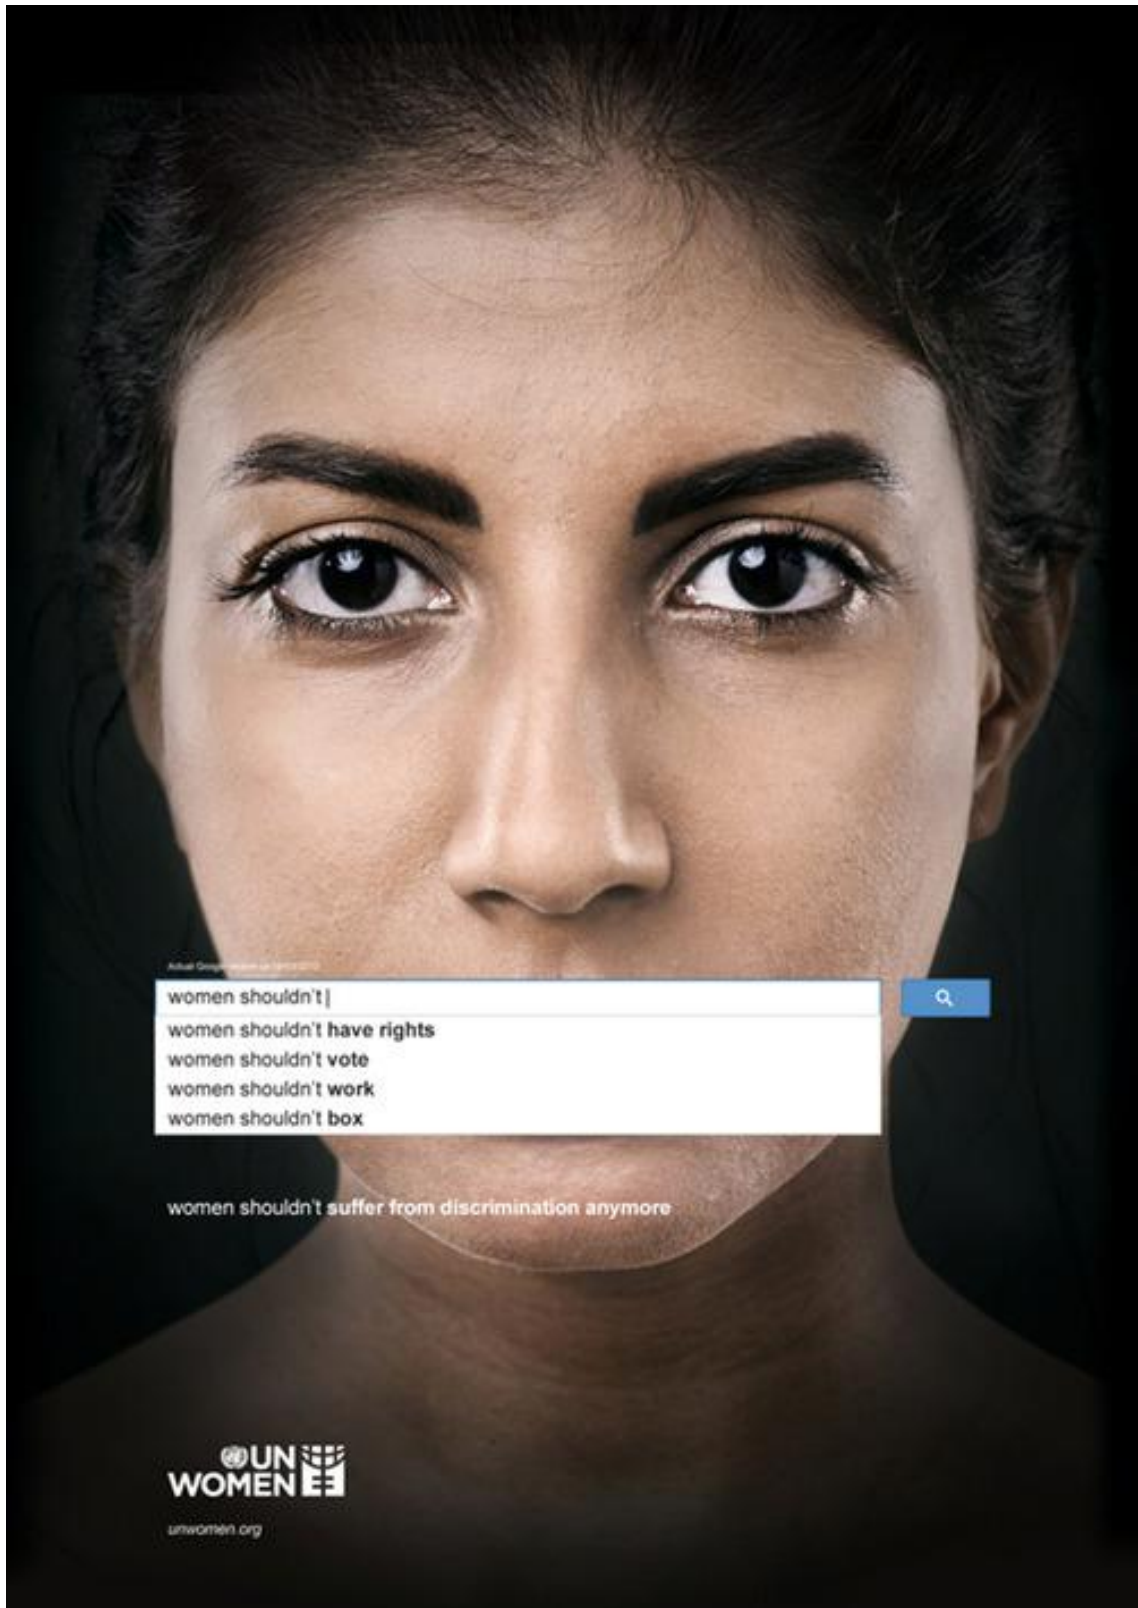 women shouldn't
women shouldn't have rights
women shouldn't vote
women shouldn't work
women shouldn't box
women shouldn't suffer from discrimination anymore
UN
WOMEN
unwomen.org